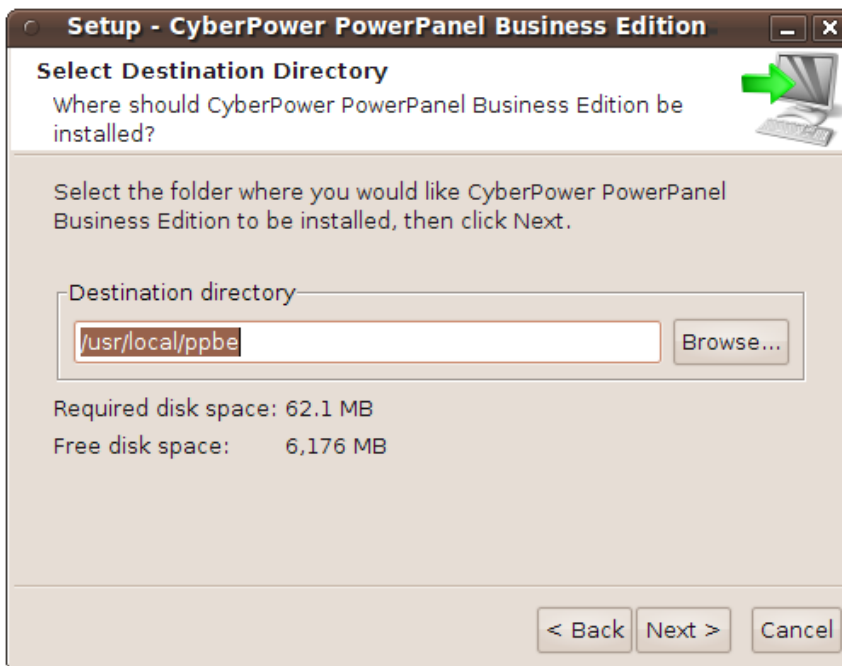 Setup - CyberPower PowerPanel Business Edition
Select Destination Directory
Where should CyberPower PowerPanel Business Edition be
installed?
Select the folder where you would like CyberPower PowerPanel
Business Edition to be installed, then click Next.
Destination directory
/usr/local/ppbe
Browse...
Required disk space: 62.1 MB
Free disk space: 6,176 MB
< Back
Next >
Cancel